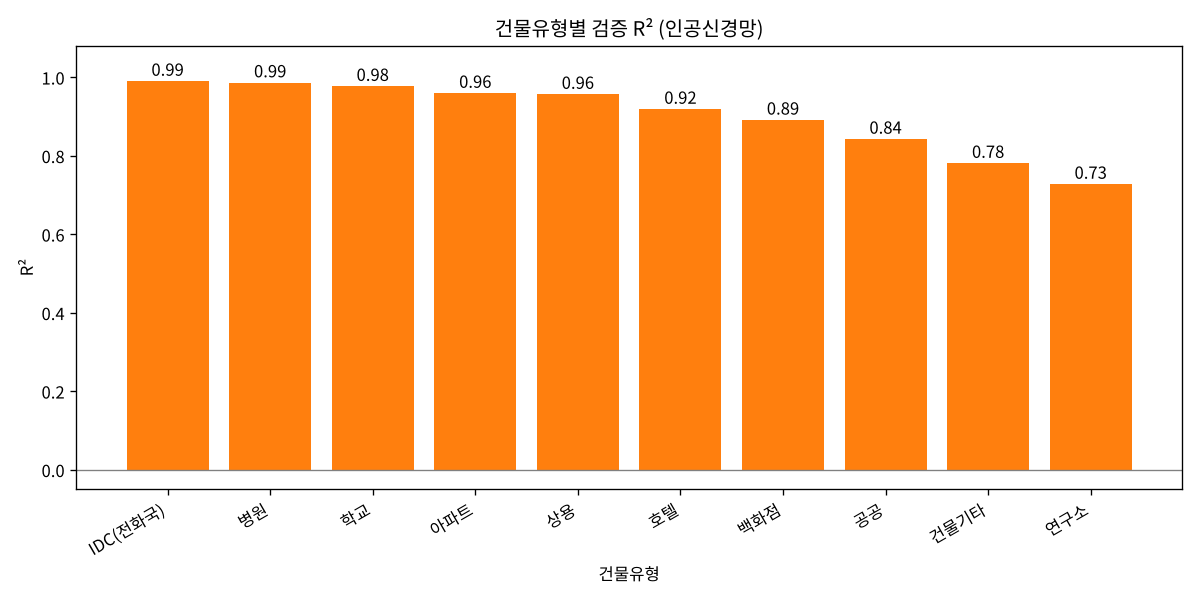 건물유형별 검증 R² (인공신경망)
R²
1.0
0.8
0.6
0.4
0.2
0.0
0.99
0.99
0.98
0.96
0.96
0.92
0.89
0.84
0.78
0.73
IDC(전화국)
병원
학교
아파트
상용
호텔
백화점
공공
건물기타
연구소
건물유형